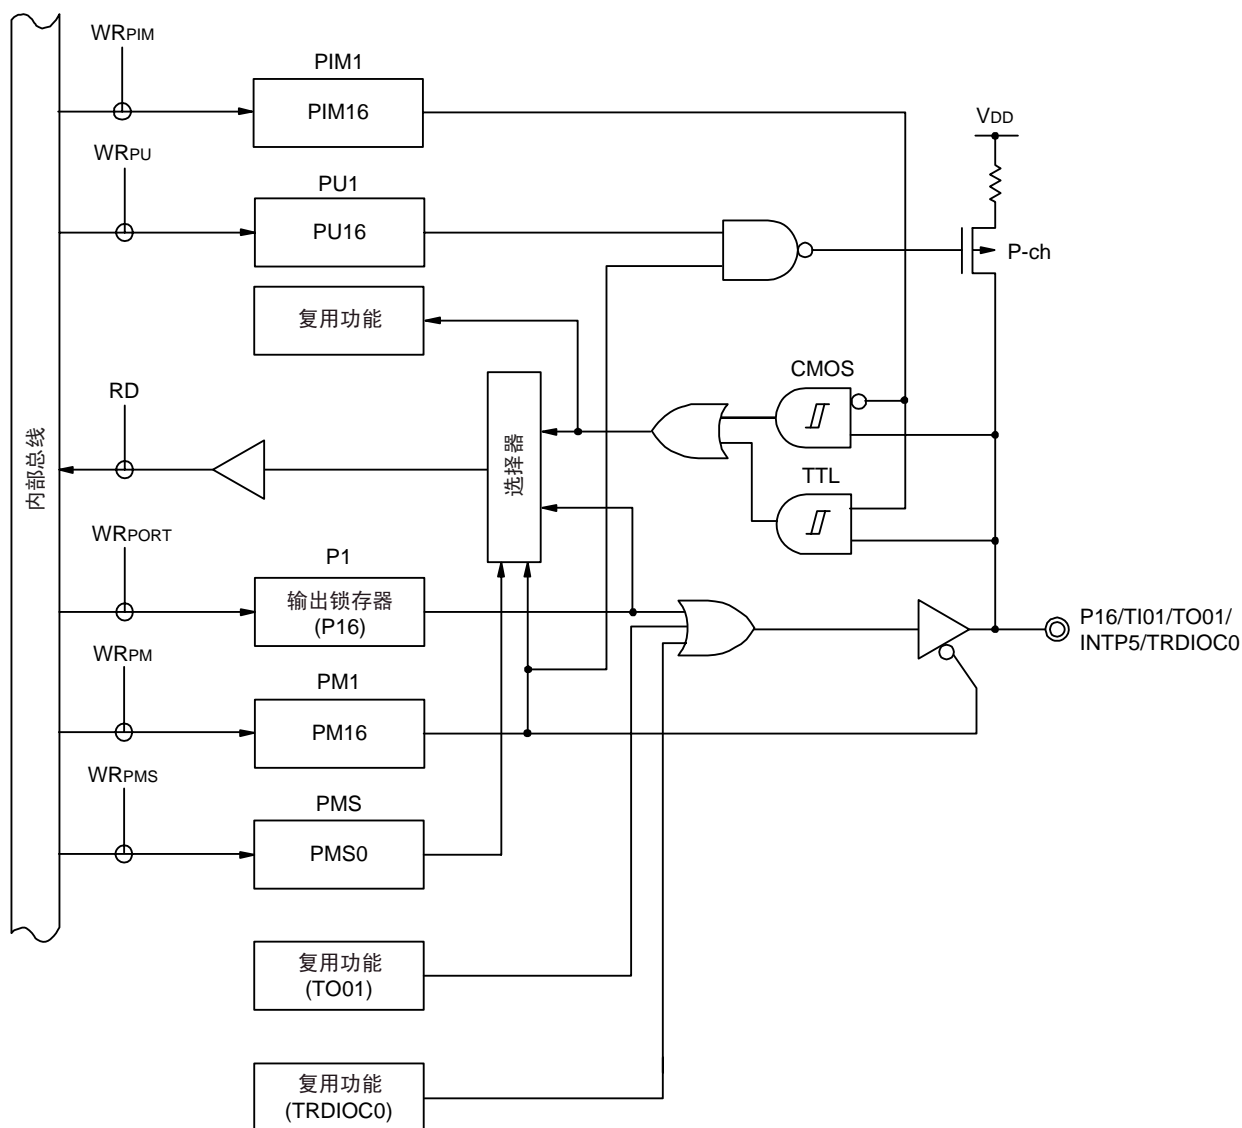 WRPIM
PIM1
PIM16
VDD
WRPU
PU1
PU16
P-ch
复用功能
CMOS
RD
内部总线
选择器
TTL
WRPORT
P1
输出锁存器
(P16)
P16/TI01/TO01/
INTP5/TRDIOC0
WRPM
PM1
PM16
WRPMS
PMS
PMS0
复用功能
(TO01)
复用功能
(TRDIOC0)